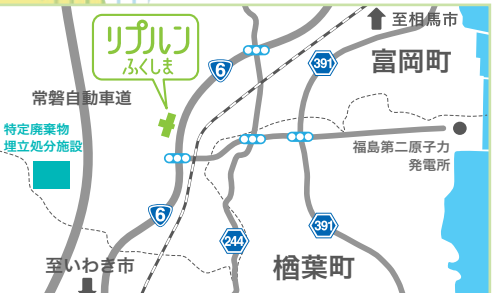 至相馬市
リプルン
ふくしま
6
391
富岡町
常磐自動車道
特定廃棄物
埋立処分施設
福島第二原子力
発電所
6
391
244
至いわき市
楢葉町